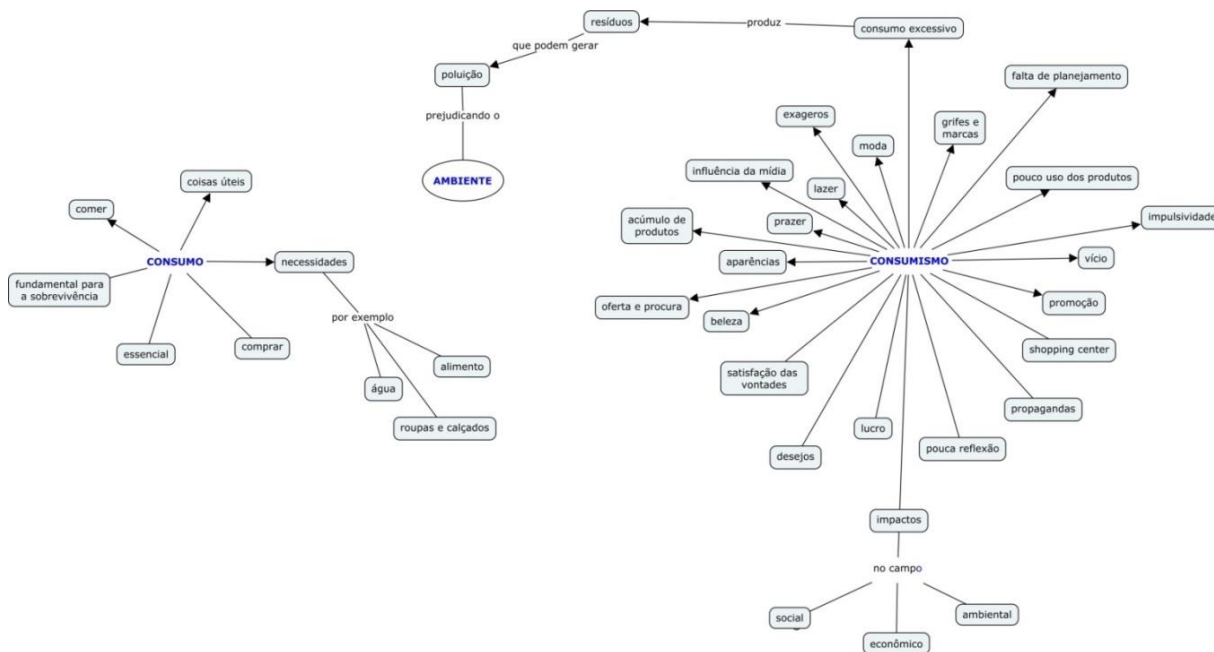 resíduos
produz
consumo excessivo
que podem gerar
poluição
falta de planejamento
prejudicando o
exageros
grifes e
marcas
moda
AMBIENTE
influência da mídia
lazer
pouco uso dos produtos
coisas úteis
comer
acúmulo de
produtos
prazer
impulsividade
CONSUMO
necessidades
aparências
CONSUMISMO
vício
fundamental para
a sobrevivência
oferta e procura
beleza
promoção
por exemplo
essencial
comprar
alimento
água
roupas e calçados
shopping center
satisfação das
vontades
propagandas
lucro
desejos
pouca reflexão
impactos
no campo
social
ambiental
econômico